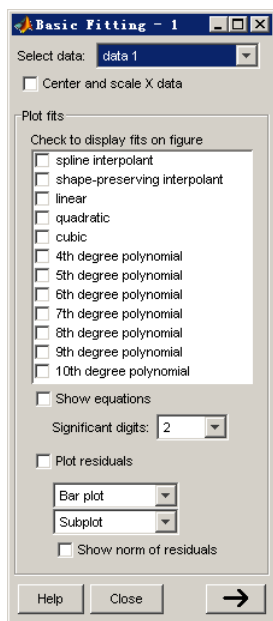 Basic Fitting - 1
Select data: data 1
Center and scale X data
Plot fits
Check to display fits on figure
spline interpolant
shape-preserving interpolant
linear
quadratic
cubic
4th degree polynomial
5th degree polynomial
6th degree polynomial
7th degree polynomial
8th degree polynomial
9th degree polynomial
10th degree polynomial
Show equations
Significant digits: 2
Plot residuals
Bar plot
Subplot
Show norm of residuals
Help Close